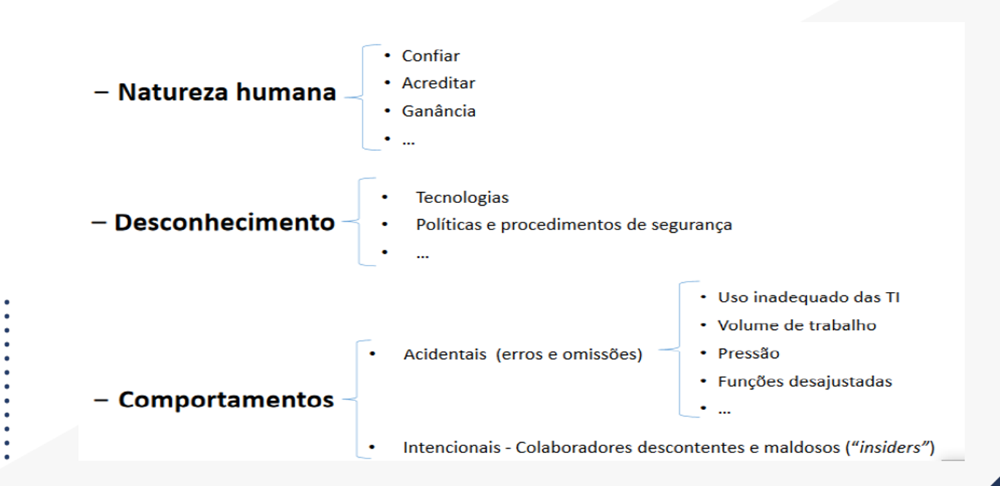 – Natureza humana
• Confiar
• Acreditar
• Ganância
• ...
– Desconhecimento
• Tecnologias
• Políticas e procedimentos de segurança
• ...
– Comportamentos
• Acidentais (erros e omissões)
• Uso inadequado das TI
• Volume de trabalho
• Pressão
• Funções desajustadas
• ...
• Intencionais - Colaboradores descontentes e maldosos (“insiders”)